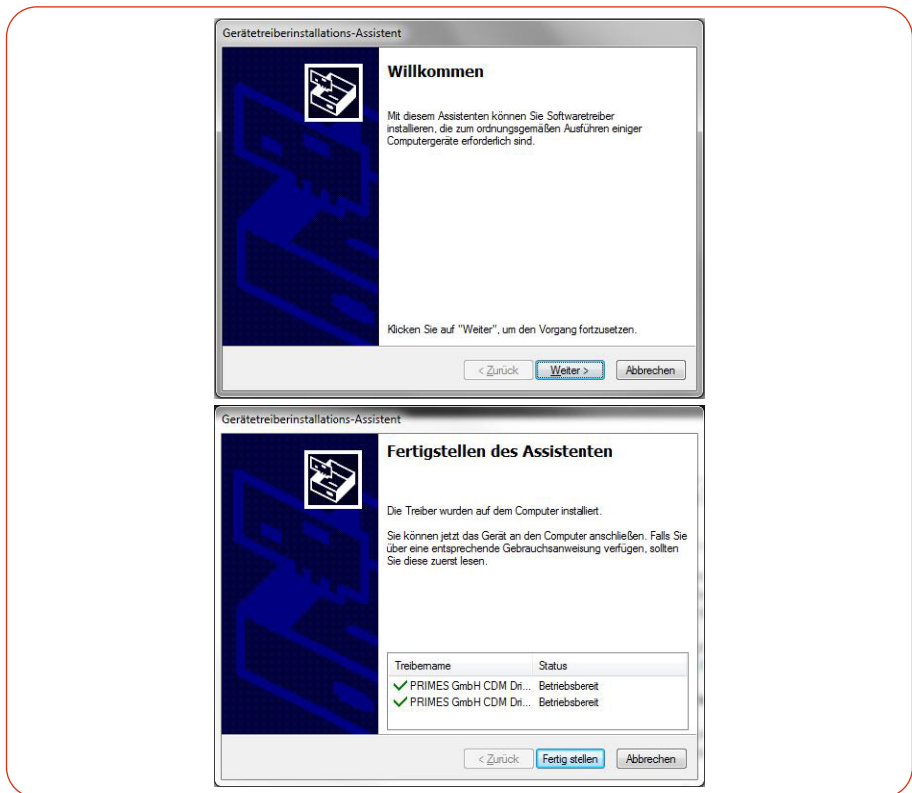 Gerätetreiberinstallations-Assistent
Willkommen
Mit diesem Assistenten können Sie Softwaretreiber
installieren, die zum ordnungsgemäßen Ausführen einiger
Computergeräte erforderlich sind.
Klicken Sie auf "Weiter", um den Vorgang fortzusetzen.
< Zurück Weiter > Abbrechen
Gerätetreiberinstallations-Assistent
Fertigstellen des Assistenten
Die Treiber wurden auf dem Computer installiert.
Sie können jetzt das Gerät an den Computer anschließen. Falls Sie
über eine entsprechende Gebrauchsanweisung verfügen, sollten
Sie diese zuerst lesen.
Treibername Status
PRIMES GmbH CDM Dri... Betriebsbereit
PRIMES GmbH CDM Dri... Betriebsbereit
< Zurück Fertig stellen Abbrechen